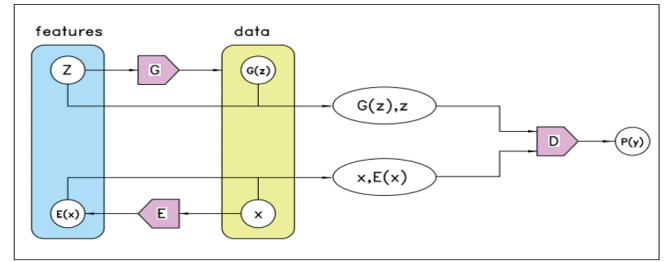 features
data
Z
G
G(z)
G(z),z
D
P(y)
x,E(x)
E(x)
E
x